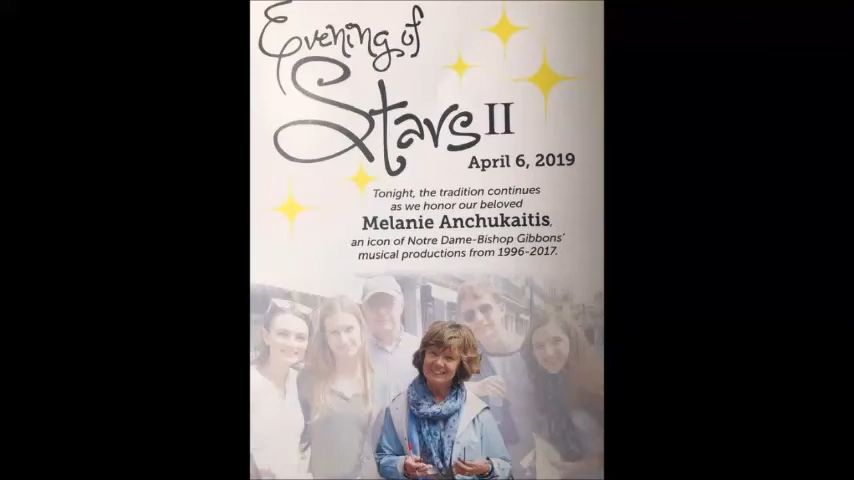 Evening of
Stars II
April 6, 2019
Tonight, the tradition continues
as we honor our beloved
Melanie Anchukaitis,
an icon of Notre Dame-Bishop Gibbons'
musical productions from 1996-2017.